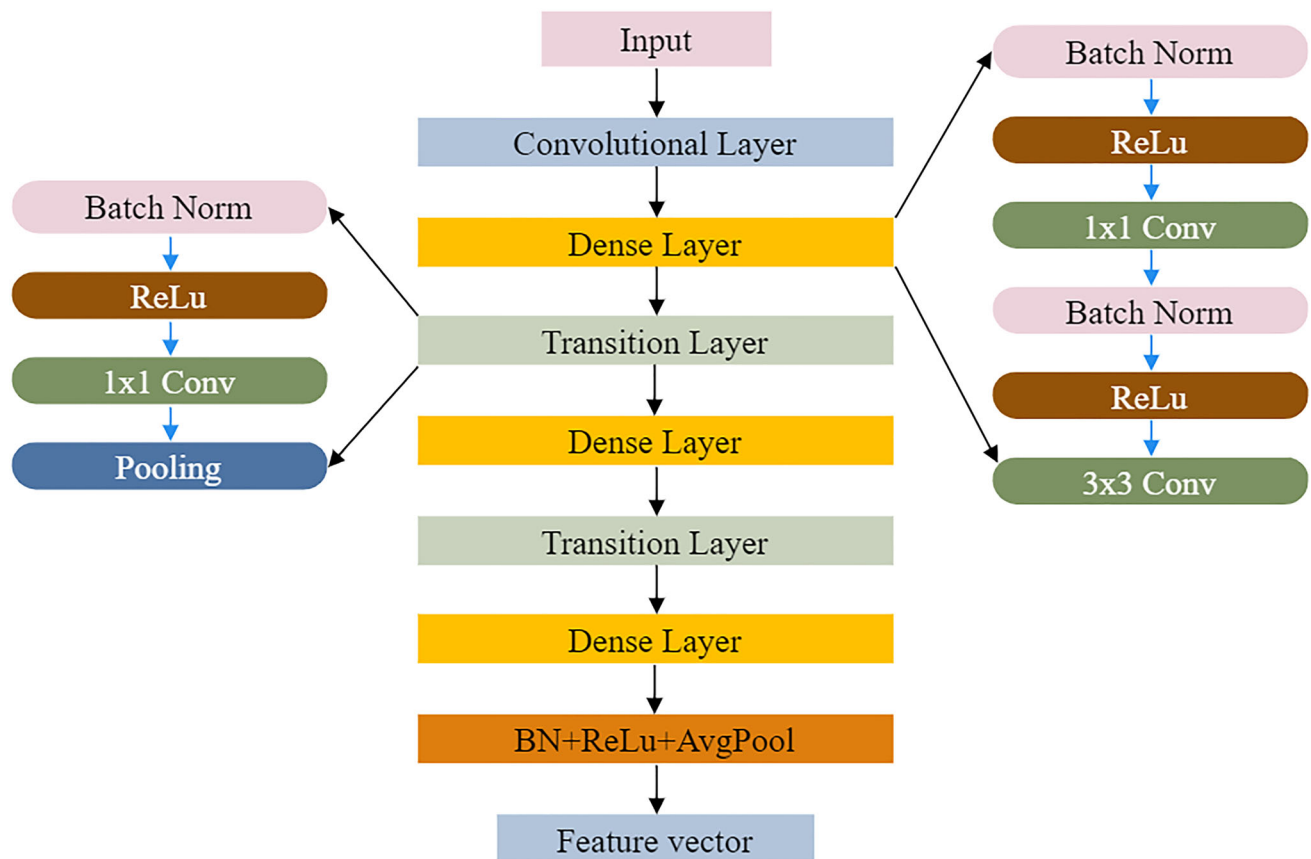 Input
Convolutional Layer
Dense Layer
Transition Layer
Dense Layer
Transition Layer
Dense Layer
BN+ReLu+AvgPool
Feature vector
Batch Norm
ReLu
1x1 Conv
Pooling
Batch Norm
ReLu
1x1 Conv
Batch Norm
ReLu
3x3 Conv